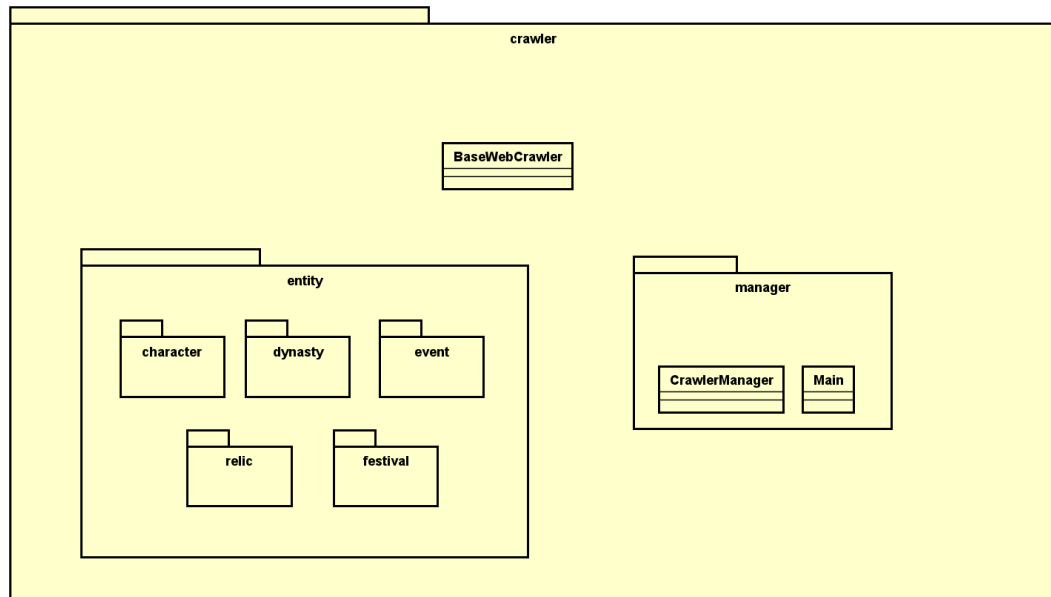 crawler
BaseWebCrawler
entity
character
dynasty
event
relic
festival
manager
CrawlerManager
Main